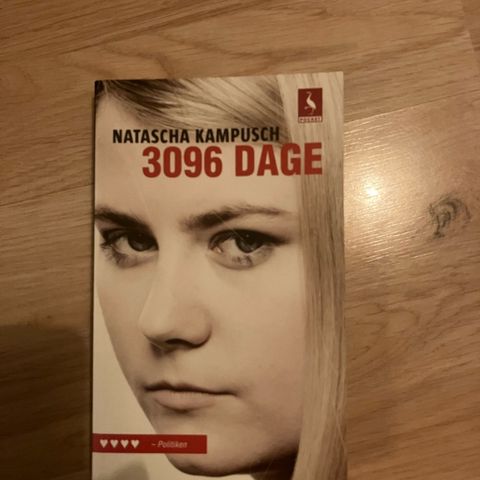 NATASCHA KAMPUSCH
3096 DAGE
– Politiken